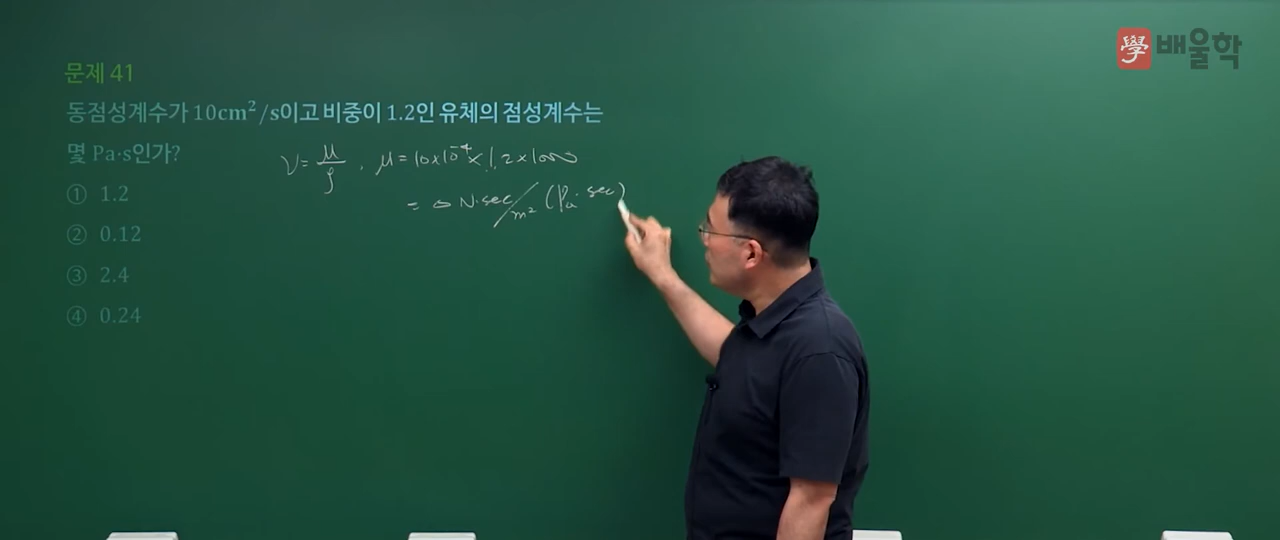 學 배울학
문제 41
동점성계수가 10cm²/s이고 비중이 1.2인 유체의 점성계수는
몇 Pa·s인가?
ν = μ/ρ , μ = 10×10⁻⁴×1.2×1000
= N·sec/m² (Pa·sec)
① 1.2
② 0.12
③ 2.4
④ 0.24